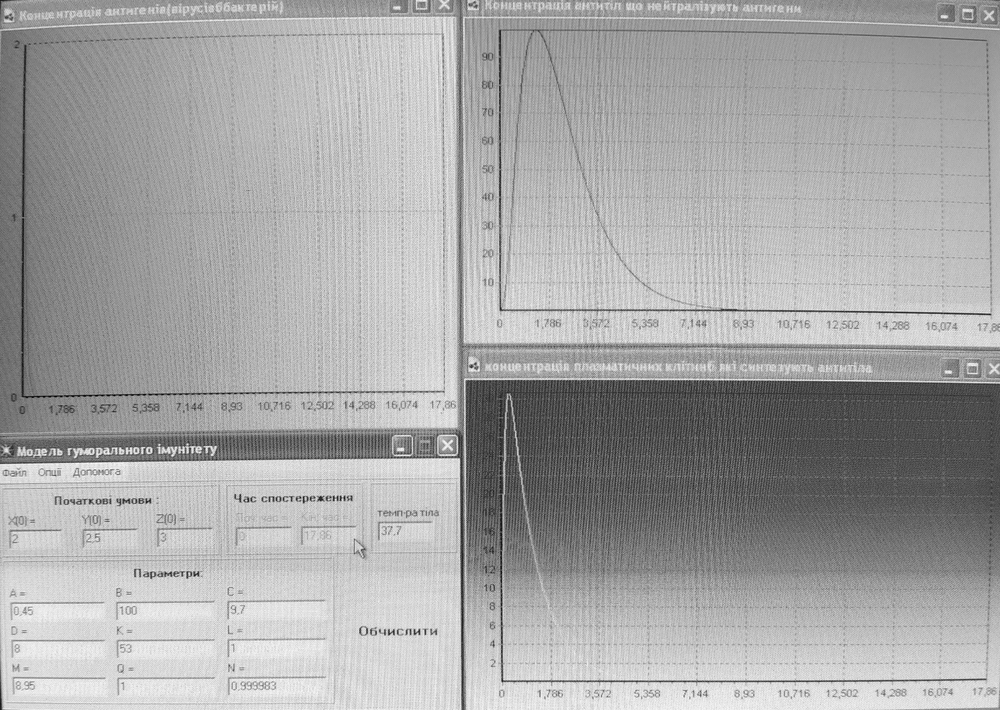 Концентрація антигенів(вірусівббактерій)
2
1
0
0 1,786 3,572 5,358 7,144 8,93 10,716 12,502 14,288 16,074 17,86
Концентрація антитіл що нейтралізують антигени
90
80
70
60
50
40
30
20
10
0 1,786 3,572 5,358 7,144 8,93 10,716 12,502 14,288 16,074 17,86
концентрація плазматичних клітинб які синтезують антитіла
20
18
16
14
12
10
8
6
4
2
0 1,786 3,572 5,358 7,144 8,93 10,716 12,502 14,288 16,074 17,86
Модель гуморального імунітету
Файл Опції Допомога
Початкові умови :
X(0) = Y(0) = Z(0) =
2 2,5 3
Час спостереження
Поч час = Кін час =
0 17,86
темп-ра тіла
37,7
Параметри:
A = B = C =
0,45 100 9,7
D = K = L =
8 53 1
M = Q = N =
8,95 1 0,999983
Обчислити